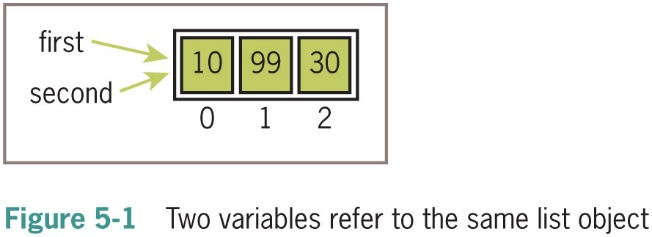 first
second
10 99 30
0 1 2
Figure 5-1 Two variables refer to the same list object